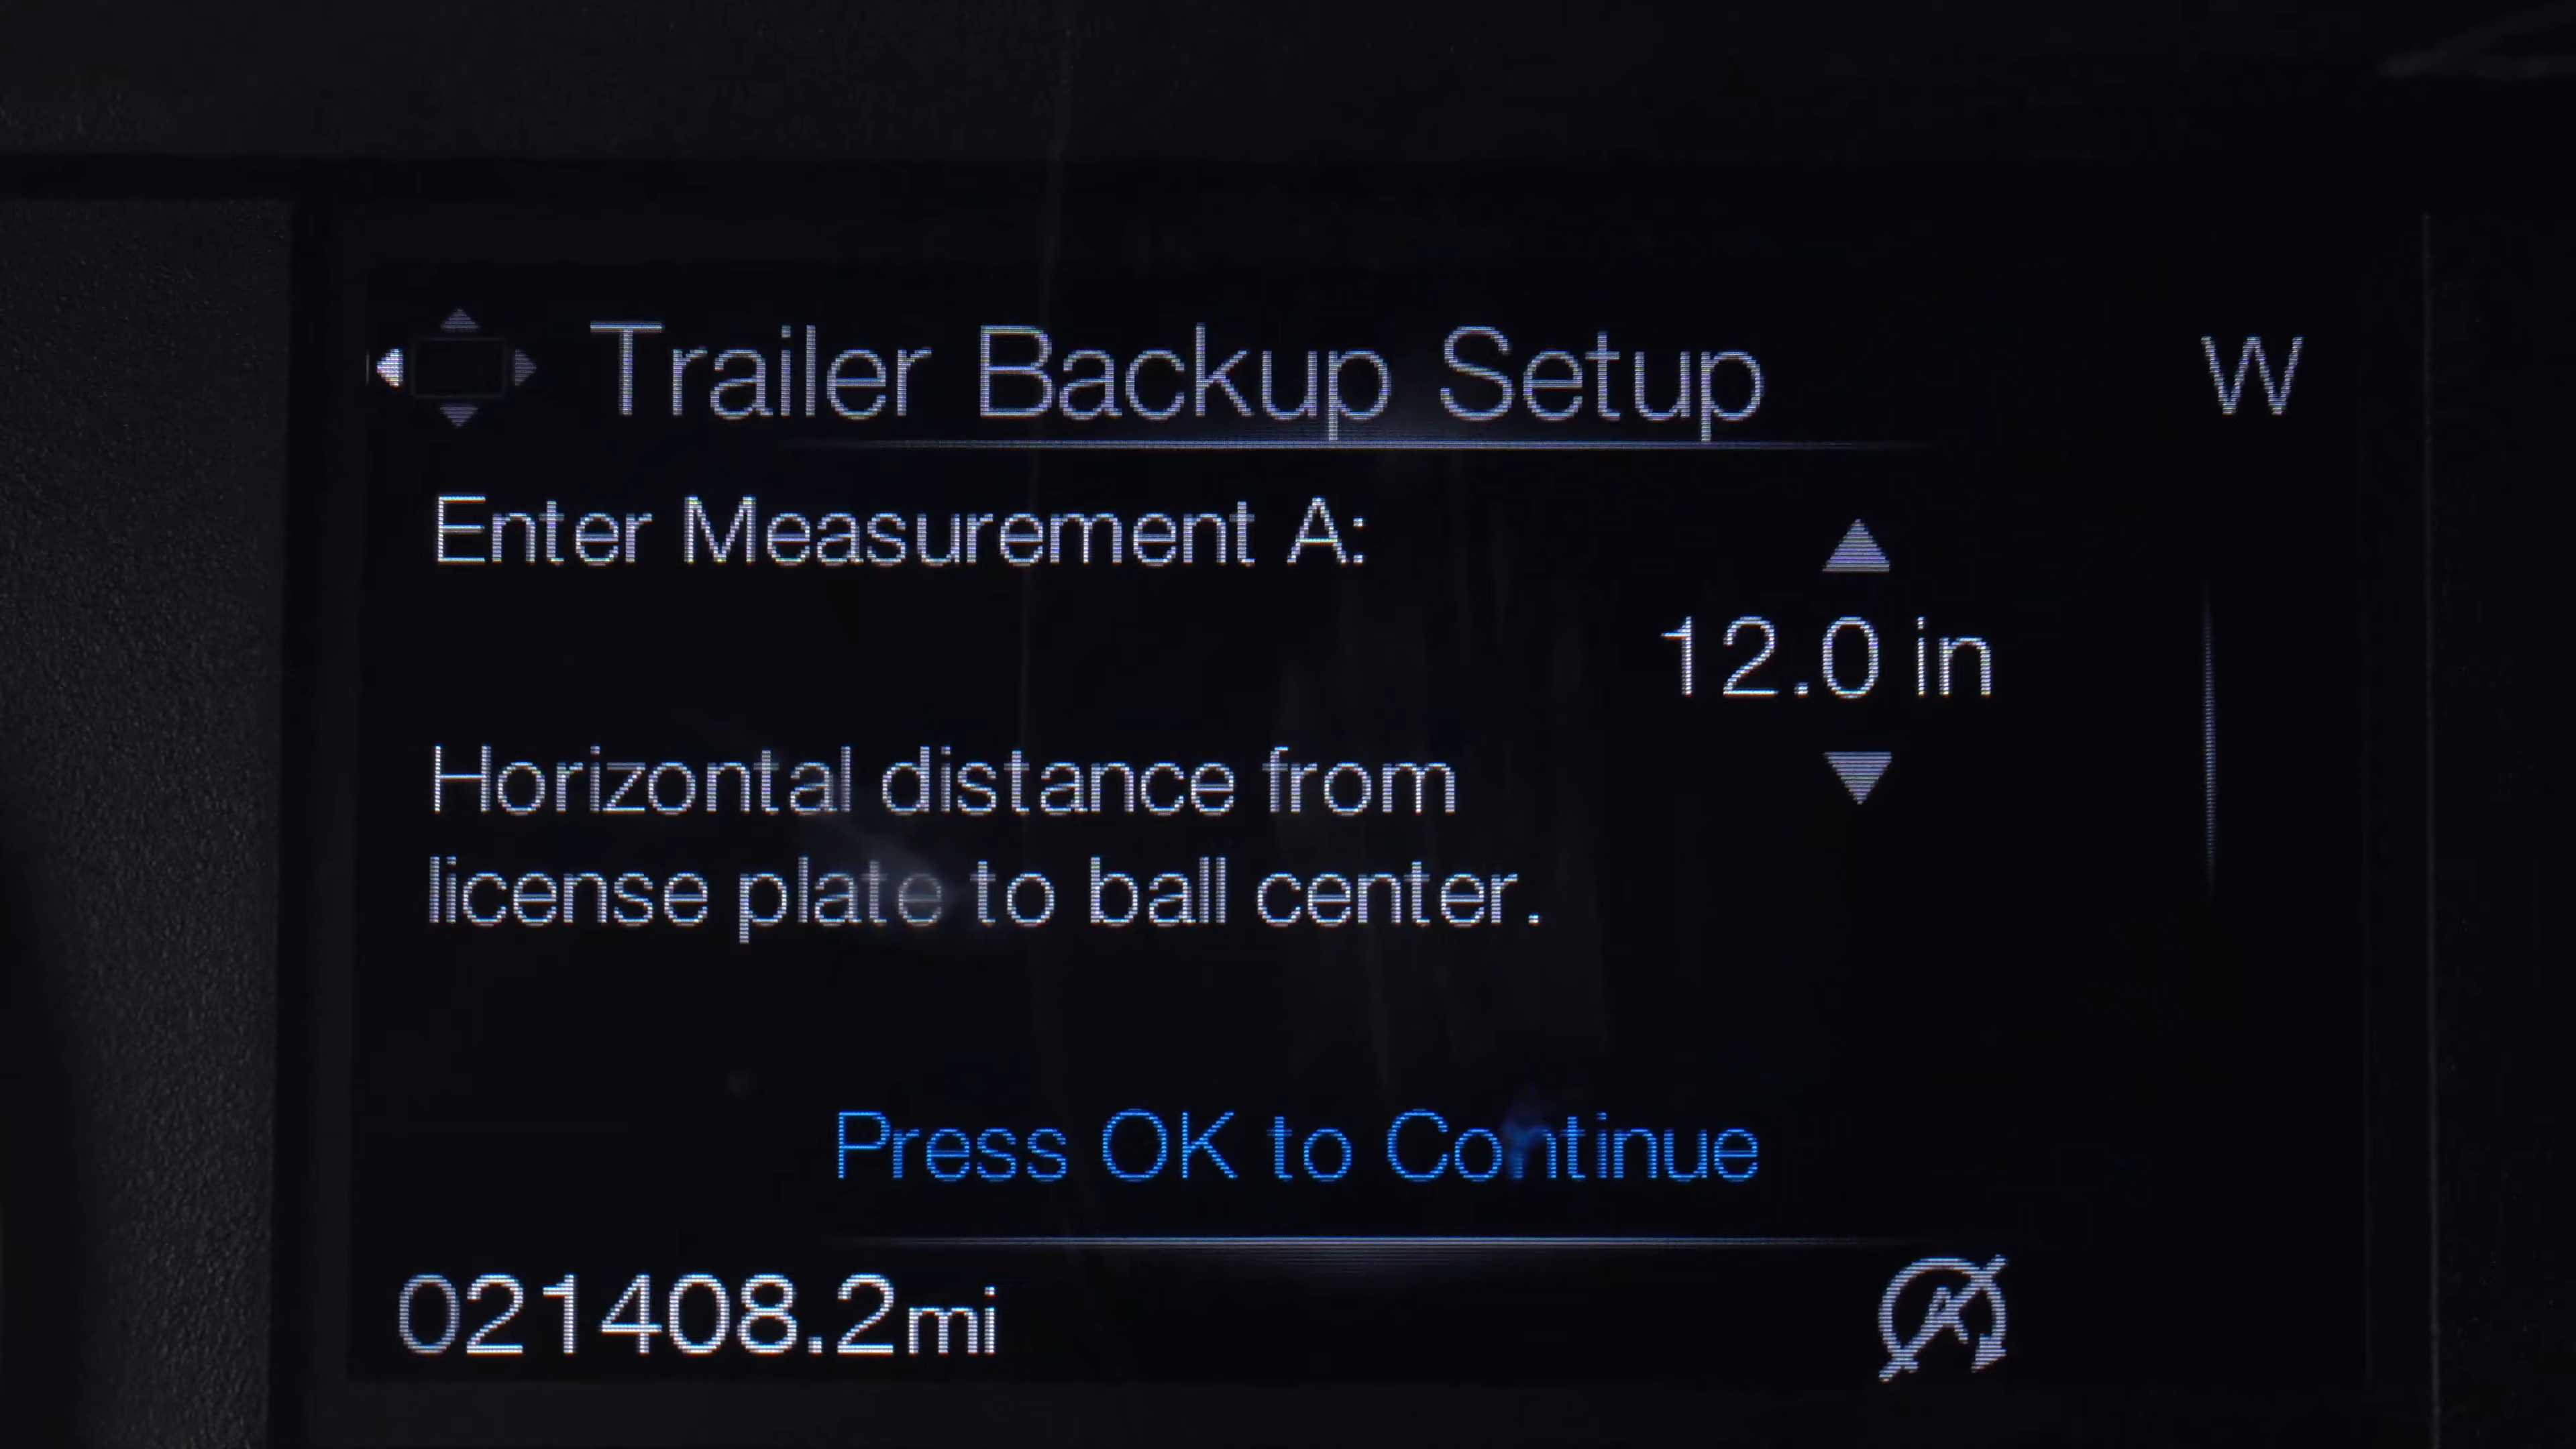 Trailer Backup Setup
W
Enter Measurement A:
12.0 in
Horizontal distance from
license plate to ball center.
Press OK to Continue
021408.2mi
A